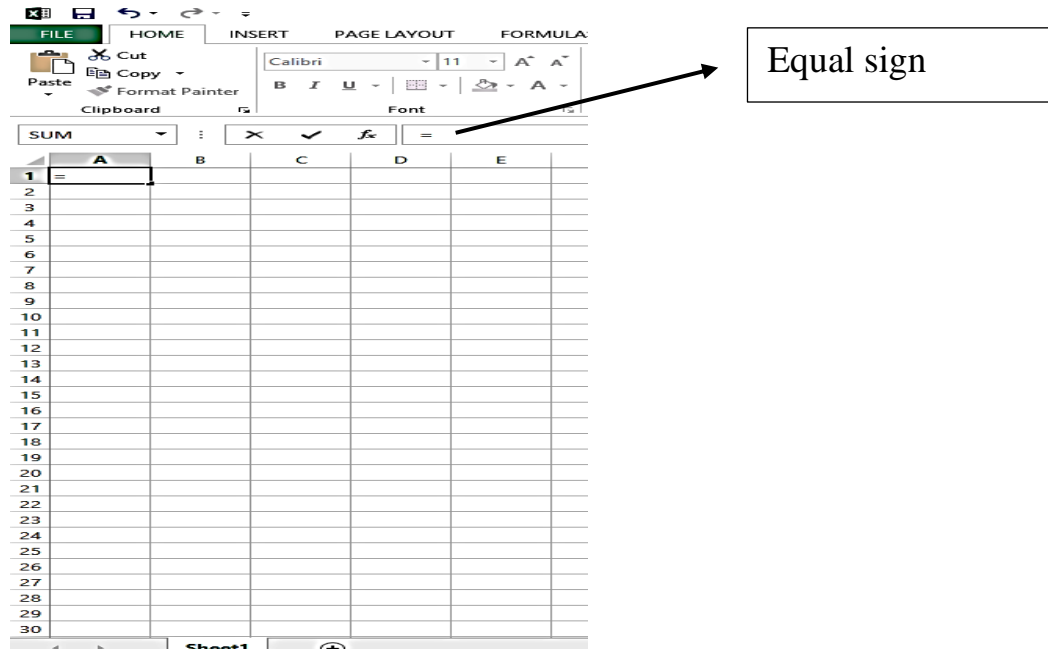 FILE HOME INSERT PAGE LAYOUT FORMULA
Cut
Copy
Format Painter
Paste
Clipboard
Calibri 11 A A
B I U A
Font
Equal sign
SUM fx =
A B C D E
1 =
2
3
4
5
6
7
8
9
10
11
12
13
14
15
16
17
18
19
20
21
22
23
24
25
26
27
28
29
30
Sheet1